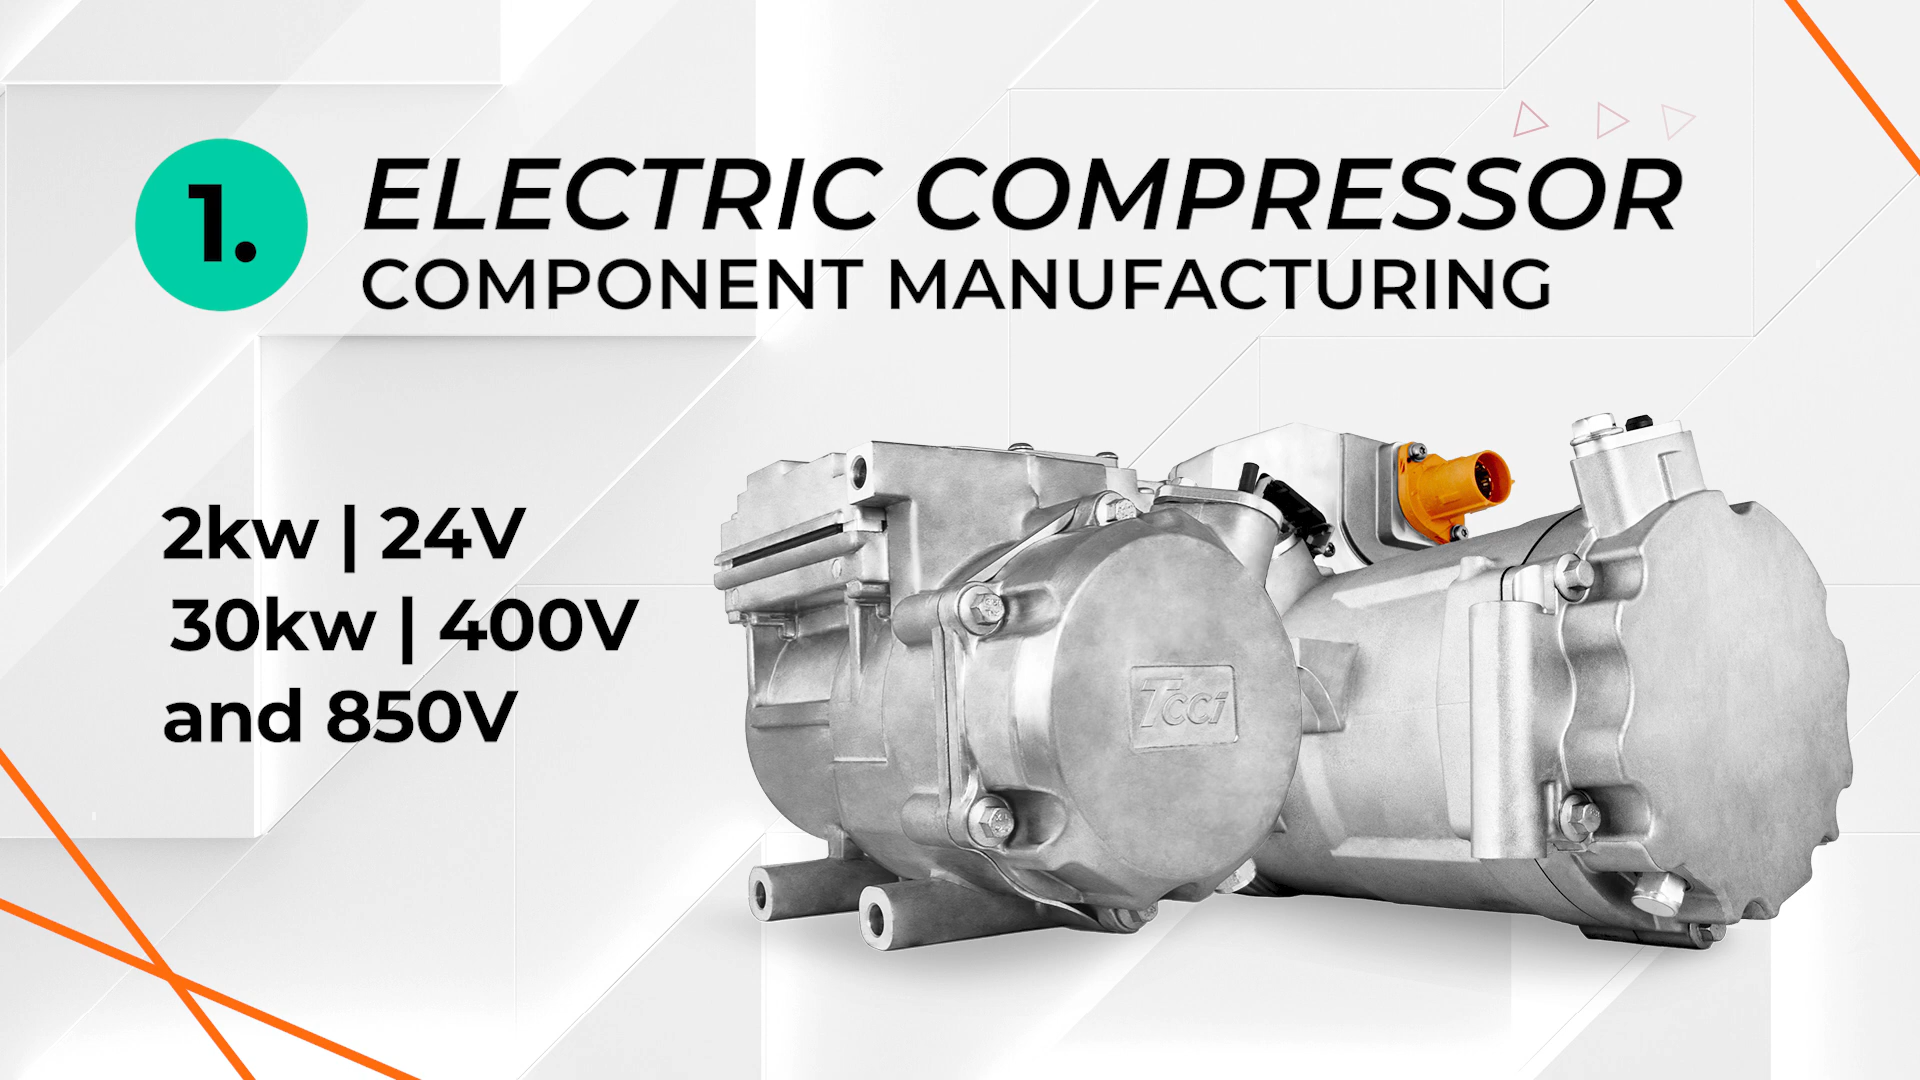 1.
ELECTRIC COMPRESSOR
COMPONENT MANUFACTURING
2kw | 24V
30kw | 400V
and 850V
TCCI